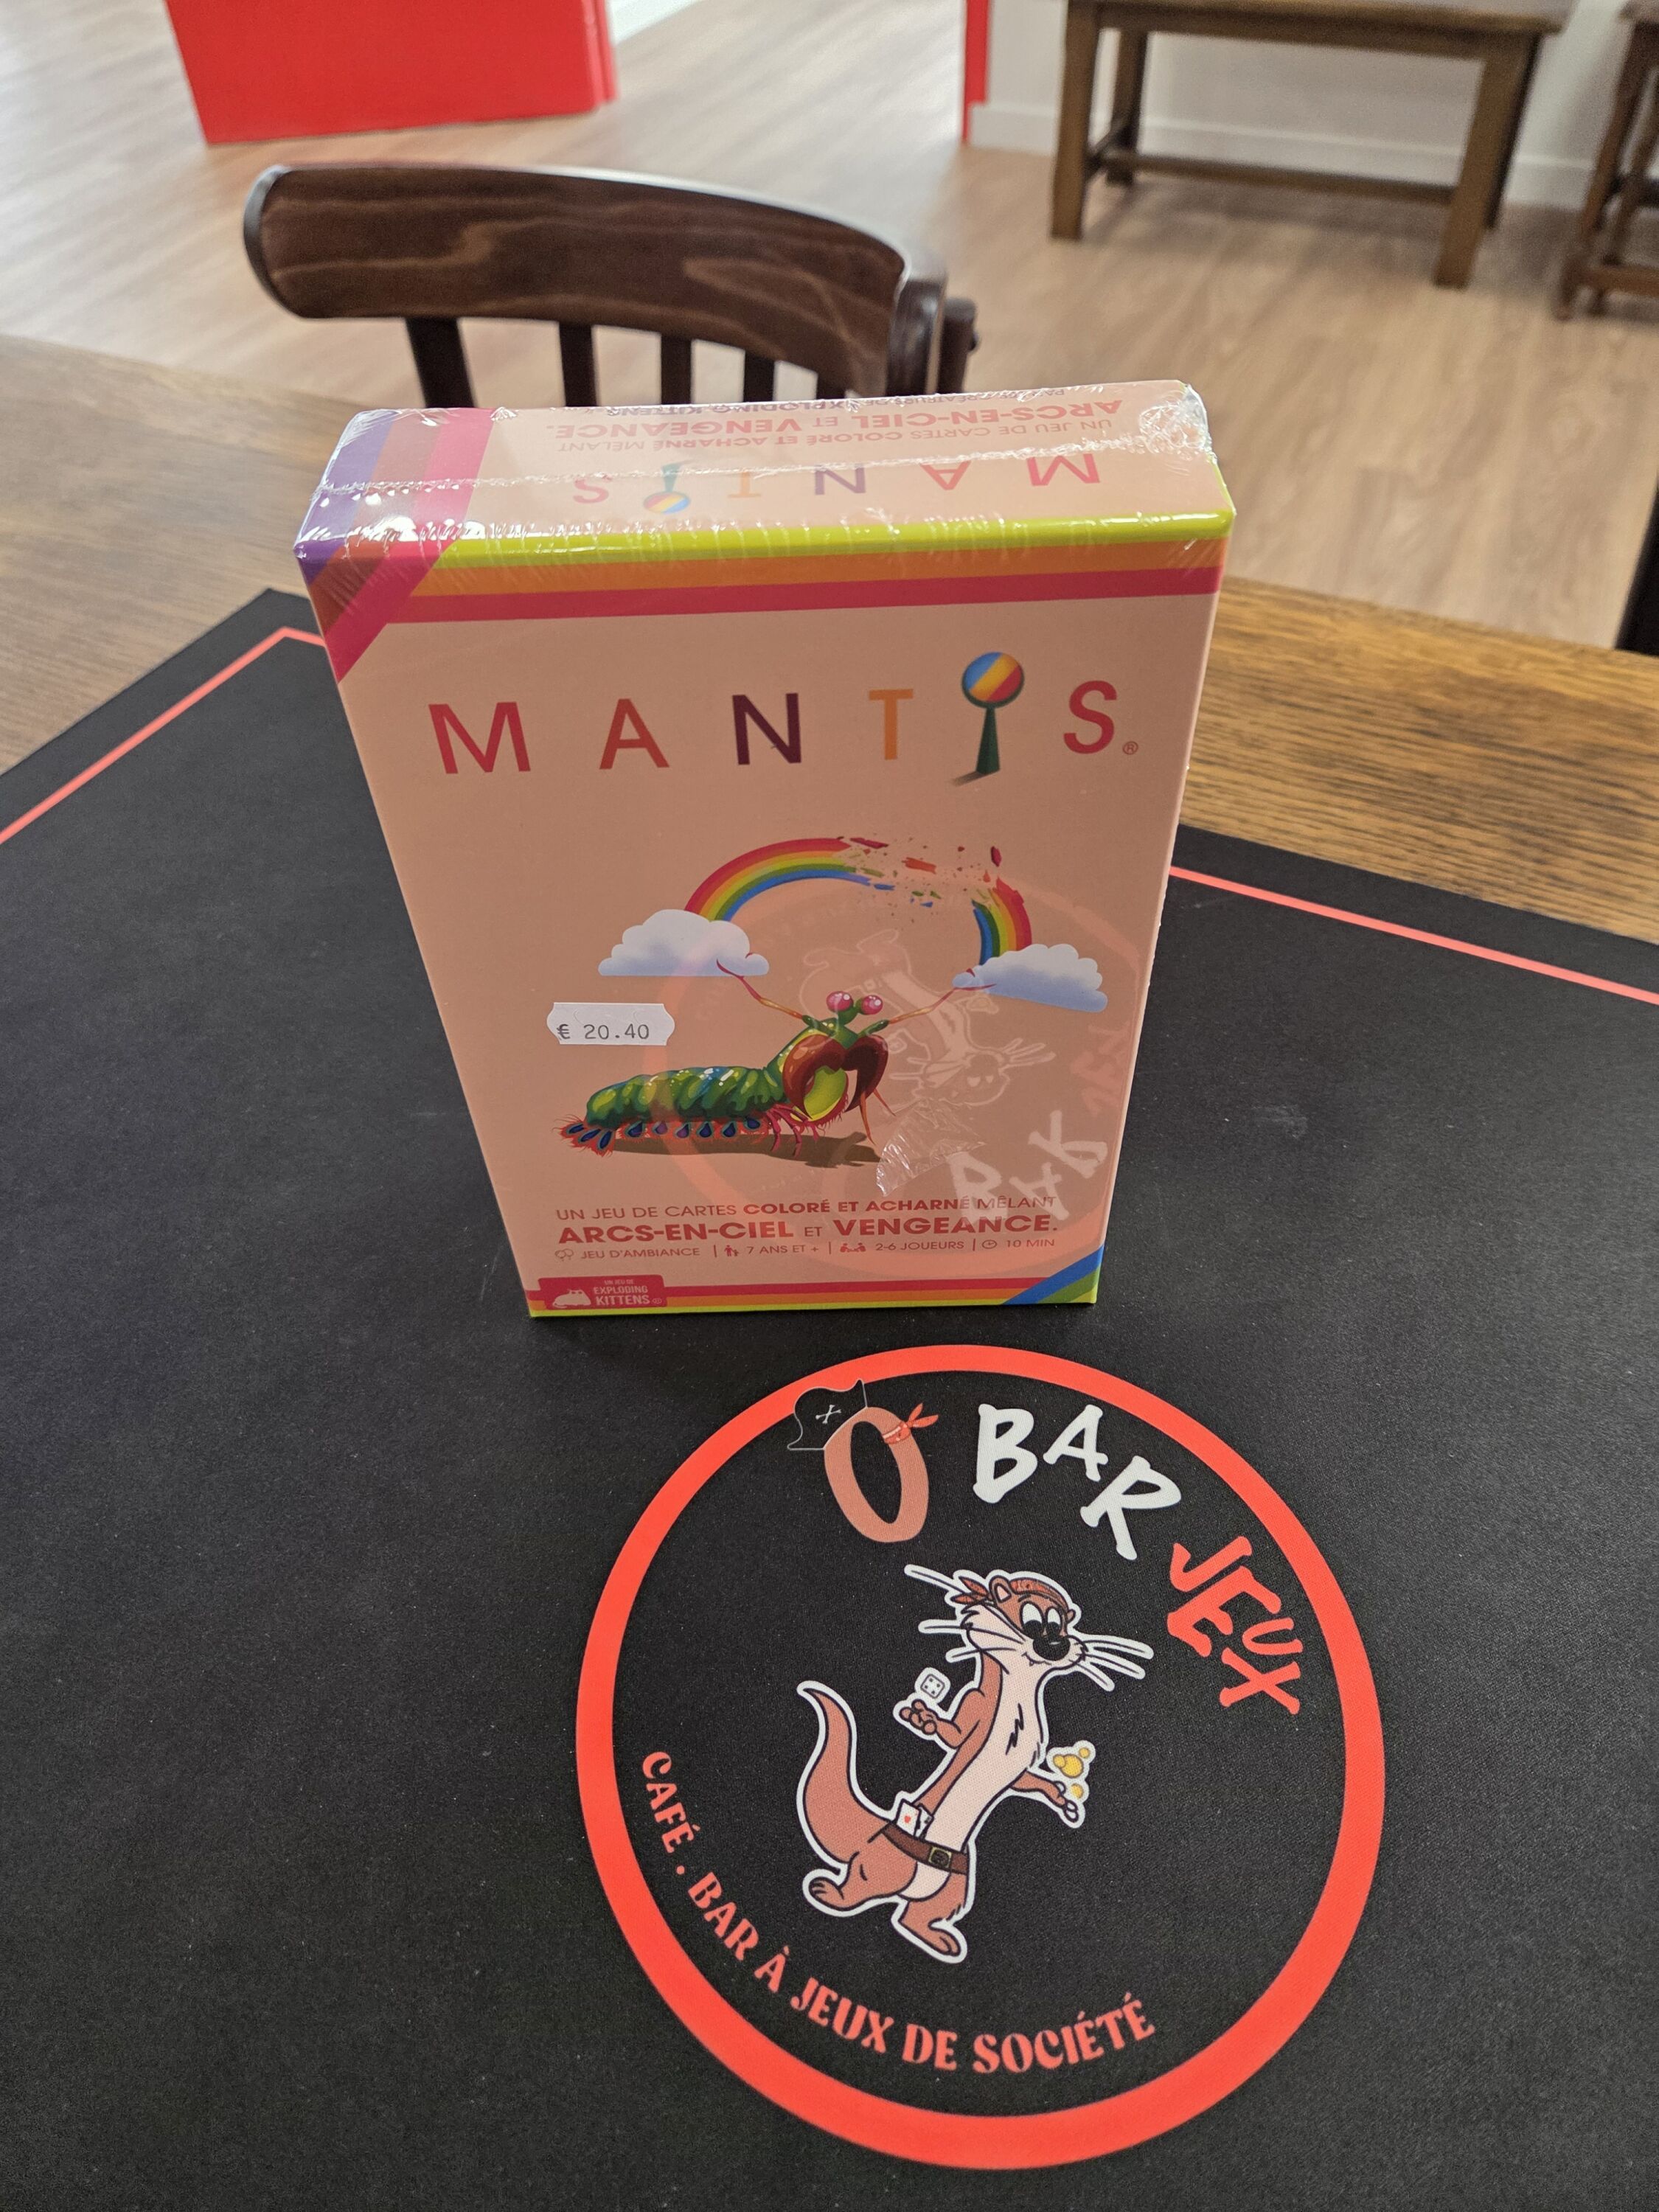 UN JEU DE CARTES COLORÉ ET ACHARNÉ MÊLANT
ARCS-EN-CIEL ET VENGEANCE.
MANTIS
MANTIS®
€ 20.40
UN JEU DE CARTES COLORÉ ET ACHARNÉ MÊLANT
ARCS-EN-CIEL ET VENGEANCE.
JEU D'AMBIANCE | 7 ANS ET + | 2-6 JOUEURS | 10 MIN
UN JEU DE
EXPLODING
KITTENS
Ô BAR JEUX
CAFÉ . BAR À JEUX DE SOCIÉTÉ